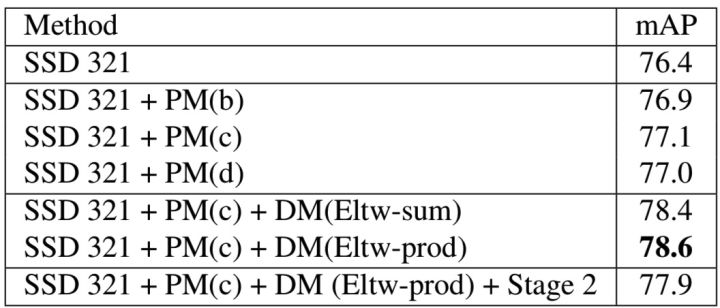 Method mAP
SSD 321 76.4
SSD 321 + PM(b) 76.9
SSD 321 + PM(c) 77.1
SSD 321 + PM(d) 77.0
SSD 321 + PM(c) + DM(Eltw-sum) 78.4
SSD 321 + PM(c) + DM(Eltw-prod) 78.6
SSD 321 + PM(c) + DM (Eltw-prod) + Stage 2 77.9